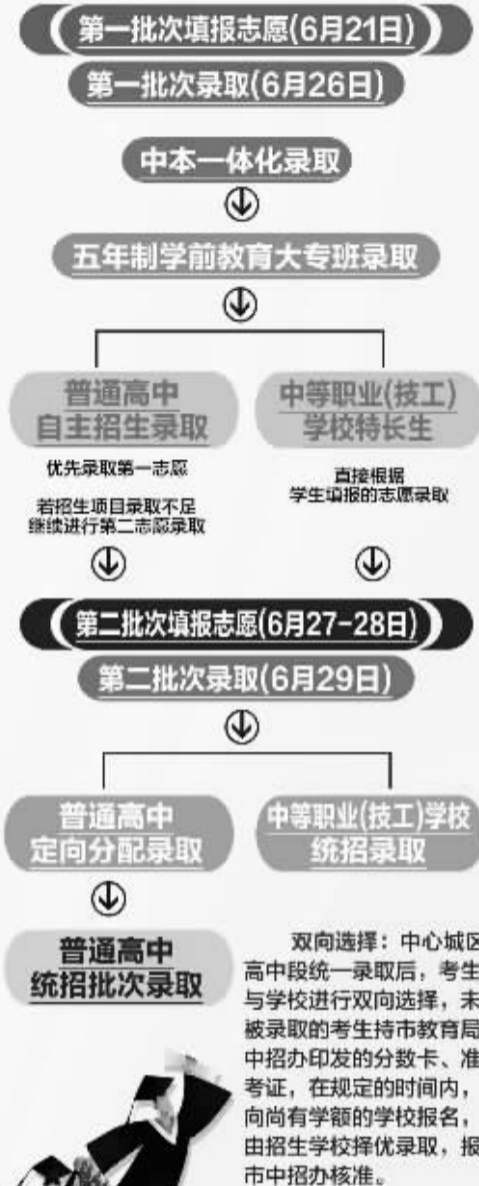 第一批次填报志愿(6月21日)
第一批次录取(6月26日)
中本一体化录取
五年制学前教育大专班录取
普通高中
自主招生录取
优先录取第一志愿
若招生项目录取不足
继续进行第二志愿录取
中等职业(技工)
学校特长生
直接根据
学生填报的志愿录取
第二批次填报志愿(6月27-28日)
第二批次录取(6月29日)
普通高中
定向分配录取
中等职业(技工)学校
统招录取
普通高中
统招批次录取
双向选择：中心城区
高中段统一录取后，考生
与学校进行双向选择，未
被录取的考生持市教育局
中招办印发的分数卡、准
考证，在规定的时间内，
向尚有学额的学校报名，
由招生学校择优录取，报
市中招办核准。